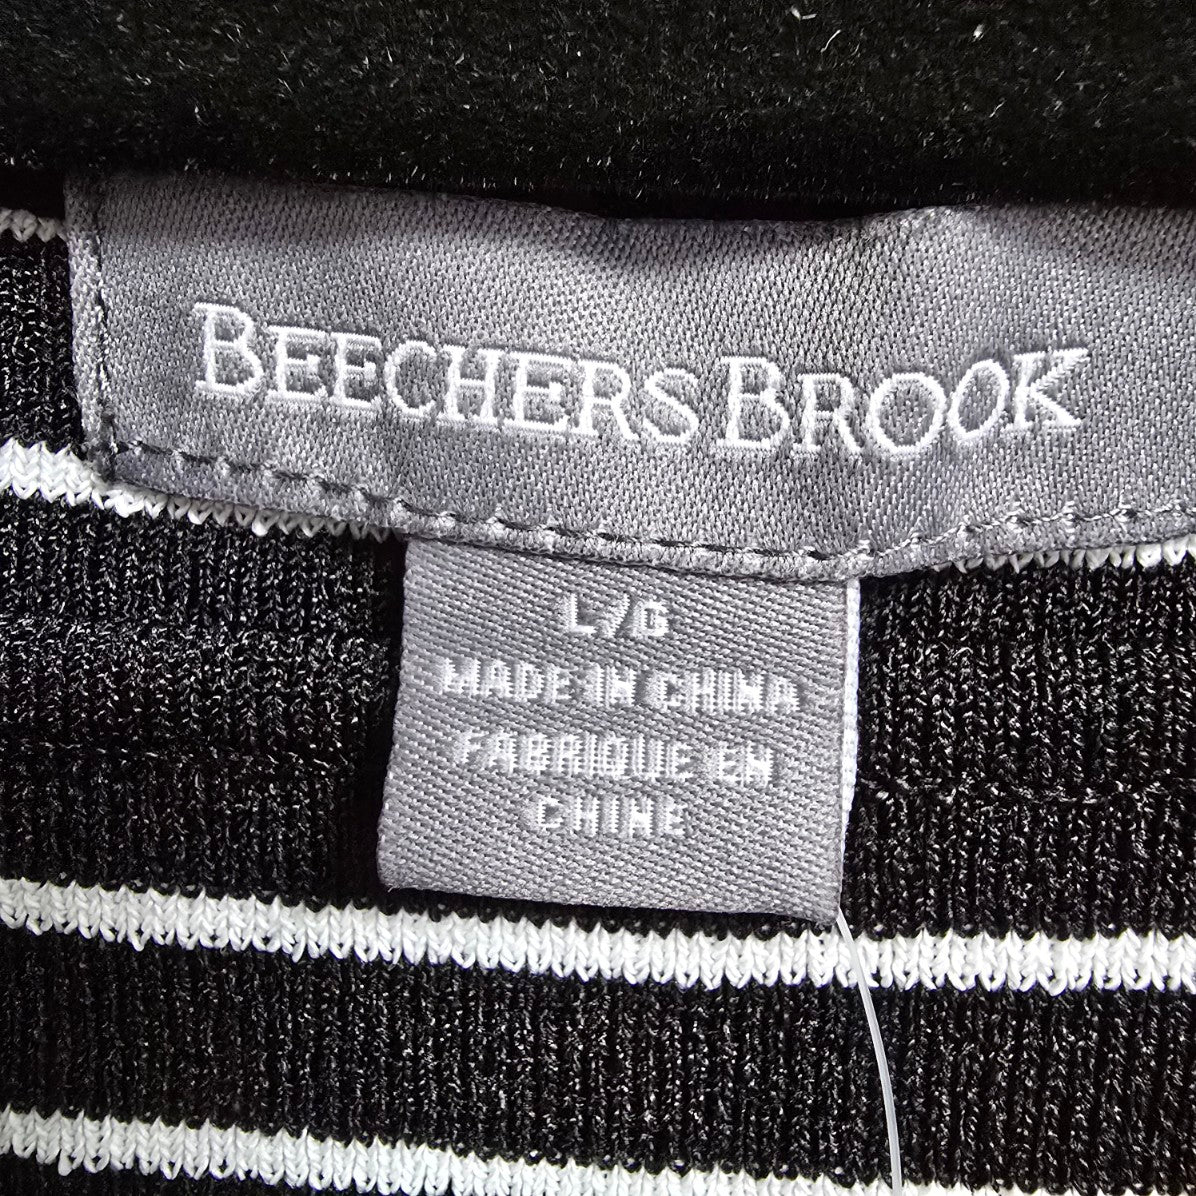 BEECHERS BROOK
L/G
MADE IN CHINA
FABRIQUE EN
CHINE